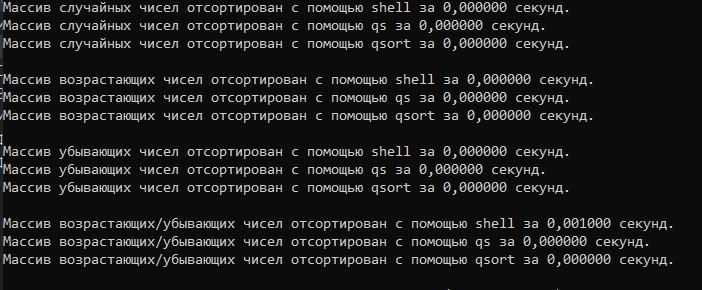 Массив случайных чисел отсортирован с помощью shell за 0,000000 секунд.
Массив случайных чисел отсортирован с помощью qs за 0,000000 секунд.
Массив случайных чисел отсортирован с помощью qsort за 0,000000 секунд.
Массив возрастающих чисел отсортирован с помощью shell за 0,000000 секунд.
Массив возрастающих чисел отсортирован с помощью qs за 0,000000 секунд.
Массив возрастающих чисел отсортирован с помощью qsort за 0,000000 секунд.
Массив убывающих чисел отсортирован с помощью shell за 0,000000 секунд.
Массив убывающих чисел отсортирован с помощью qs за 0,000000 секунд.
Массив убывающих чисел отсортирован с помощью qsort за 0,000000 секунд.
Массив возрастающих/убывающих чисел отсортирован с помощью shell за 0,001000 секунд.
Массив возрастающих/убывающих чисел отсортирован с помощью qs за 0,000000 секунд.
Массив возрастающих/убывающих чисел отсортирован с помощью qsort за 0,000000 секунд.